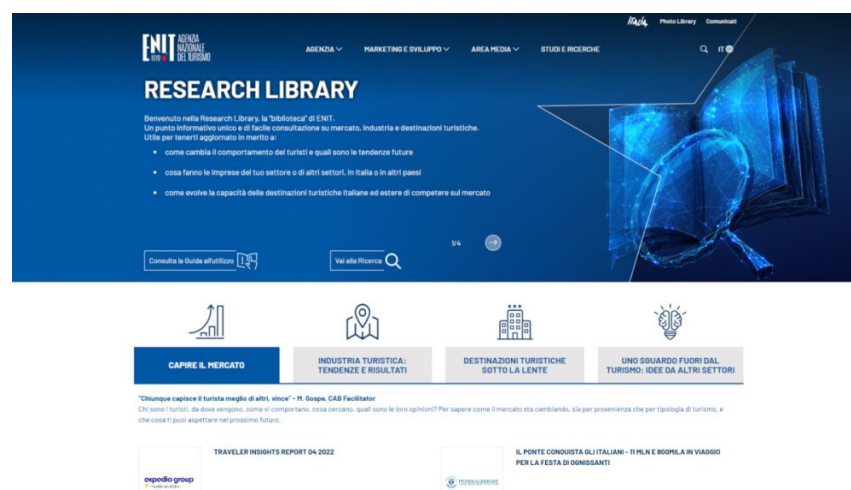 Italia Photo Library Comunicati
ENIT AGENZIA
NAZIONALE
DEL TURISMO
1919
AGENZIA MARKETING E SVILUPPO AREA MEDIA STUDI E RICERCHE IT
RESEARCH LIBRARY
Benvenuto nella Research Library, la "biblioteca" di ENIT.
Un punto informativo unico e di facile consultazione su mercato, industria e destinazioni turistiche.
Utile per tenerti aggiornato in merito a:
• come cambia il comportamento dei turisti e quali sono le tendenze future
• cosa fanno le imprese del tuo settore o di altri settori, in Italia o in altri paesi
• come evolve la capacità delle destinazioni turistiche italiane ed estere di competere sul mercato
1/4
Consulta la Guida all'utilizzo
Vai alla Ricerca
CAPIRE IL MERCATO
INDUSTRIA TURISTICA:
TENDENZE E RISULTATI
DESTINAZIONI TURISTICHE
SOTTO LA LENTE
UNO SGUARDO FUORI DAL
TURISMO: IDEE DA ALTRI SETTORI
"Chiunque capisce il turista meglio di altri, vince" - M. Gospe, CAB Facilitator
Chi sono i turisti, da dove vengono, come si comportano, cosa cercano, quali sono le loro opinioni? Per sapere come il mercato sta cambiando, sia per provenienza che per tipologia di turismo, e
che cosa ti puoi aspettare nel prossimo futuro.
TRAVELER INSIGHTS REPORT 04 2022
expedia group
media solutions
IL PONTE CONQUISTA GLI ITALIANI - 11 MLN E 800MILA IN VIAGGIO
PER LA FESTA DI OGNISSANTI
FEDERALBERGHI